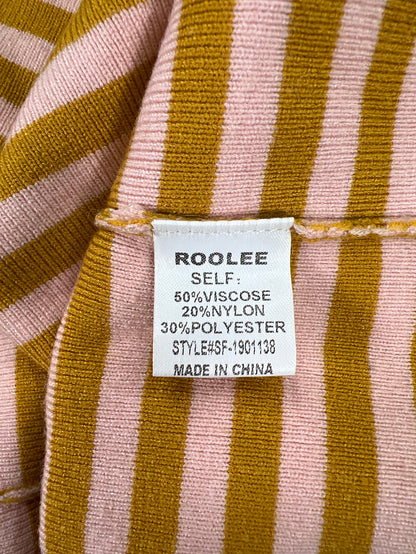 ROOLEE
SELF:
50%VISCOSE
20%NYLON
30%POLYESTER
STYLE#SF-1901138
MADE IN CHINA